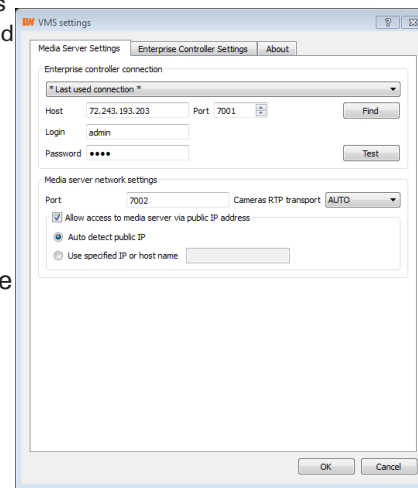 s
d
e
DW VMS settings
Media Server Settings Enterprise Controller Settings About
Enterprise controller connection
* Last used connection *
Host 72.243.193.203 Port 7001 Find
Login admin
Password •••• Test
Media server network settings
Port 7002 Cameras RTP transport AUTO
Allow access to media server via public IP address
Auto detect public IP
Use specified IP or host name
OK Cancel